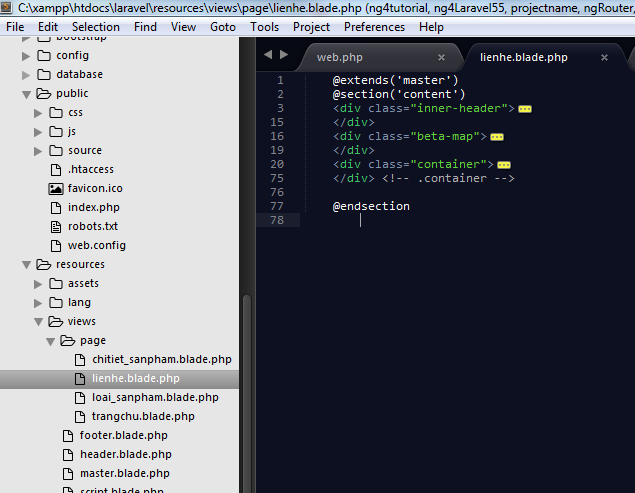 C:\xampp\htdocs\laravel\resources\views\page\lienhe.blade.php (ng4tutorial, ng4Laravel55, projectname, ngRouter,
File Edit Selection Find View Goto Tools Project Preferences Help
bootstrap
config
database
public
css
js
source
.htaccess
favicon.ico
index.php
robots.txt
web.config
resources
assets
lang
views
page
chitiet_sanpham.blade.php
lienhe.blade.php
loai_sanpham.blade.php
trangchu.blade.php
footer.blade.php
header.blade.php
master.blade.php
script.blade.php
web.php × lienhe.blade.php ×
1 @extends('master')
2 @section('content')
3 <div class="inner-header">
15 </div>
16 <div class="beta-map">
19 </div>
20 <div class="container">
75 </div> <!-- .container -->
76
77 @endsection
78